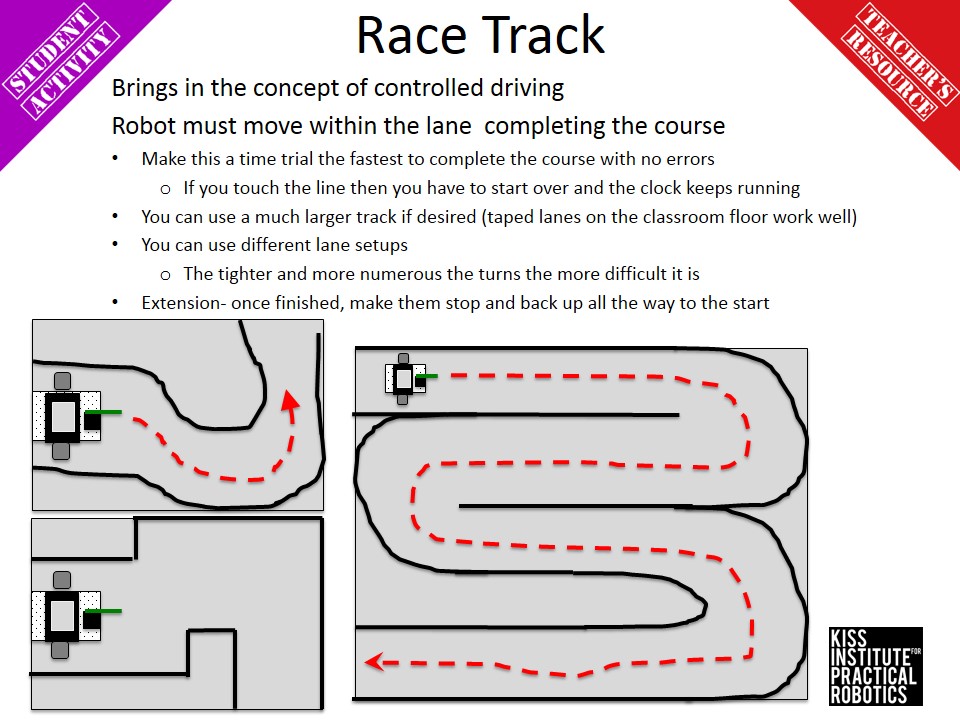 STUDENT
ACTIVITY
Race Track
TEACHER'S
RESOURCE
Brings in the concept of controlled driving
Robot must move within the lane  completing the course
• Make this a time trial the fastest to complete the course with no errors
o If you touch the line then you have to start over and the clock keeps running
• You can use a much larger track if desired (taped lanes on the classroom floor work well)
• You can use different lane setups
o The tighter and more numerous the turns the more difficult it is
• Extension- once finished, make them stop and back up all the way to the start
KISS
INSTITUTE FOR
PRACTICAL
ROBOTICS